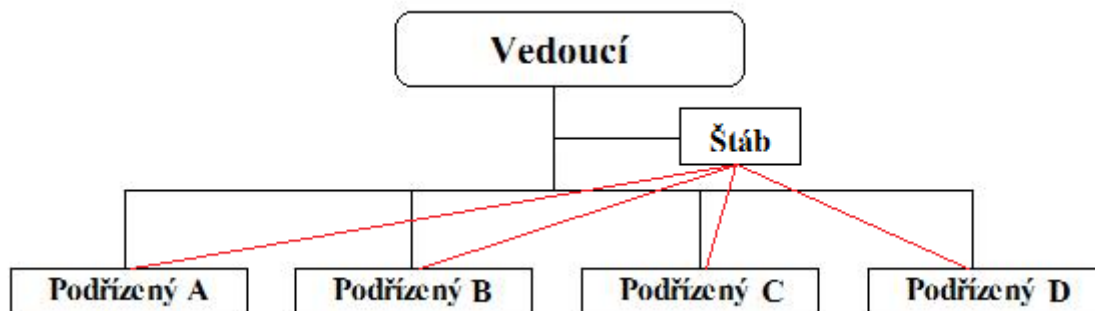 Vedoucí
Štáb
Podřízený A
Podřízený B
Podřízený C
Podřízený D